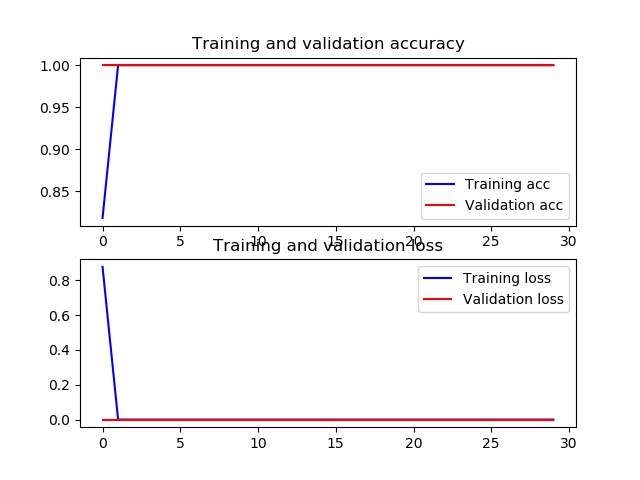 Training and validation accuracy
1.00
0.95
0.90
0.85
Training acc
Validation acc
0 5 10 15 20 25 30
Training and validation loss
0.8
0.6
0.4
0.2
0.0
Training loss
Validation loss
0 5 10 15 20 25 30